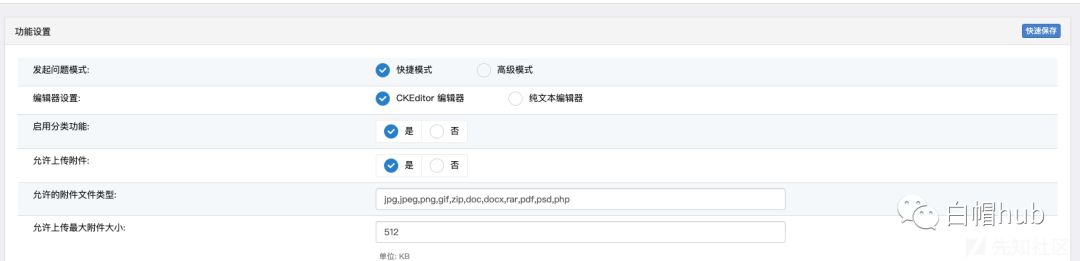 功能设置 快速保存
发起问题模式: 快捷模式 高级模式
编辑器设置: CKEditor 编辑器 纯文本编辑器
启用分类功能: 是 否
允许上传附件: 是 否
允许的附件文件类型: jpg,jpeg,png,gif,zip,doc,docx,rar,pdf,psd,php
允许上传最大附件大小: 512
单位: KB
白帽hub
先知社区